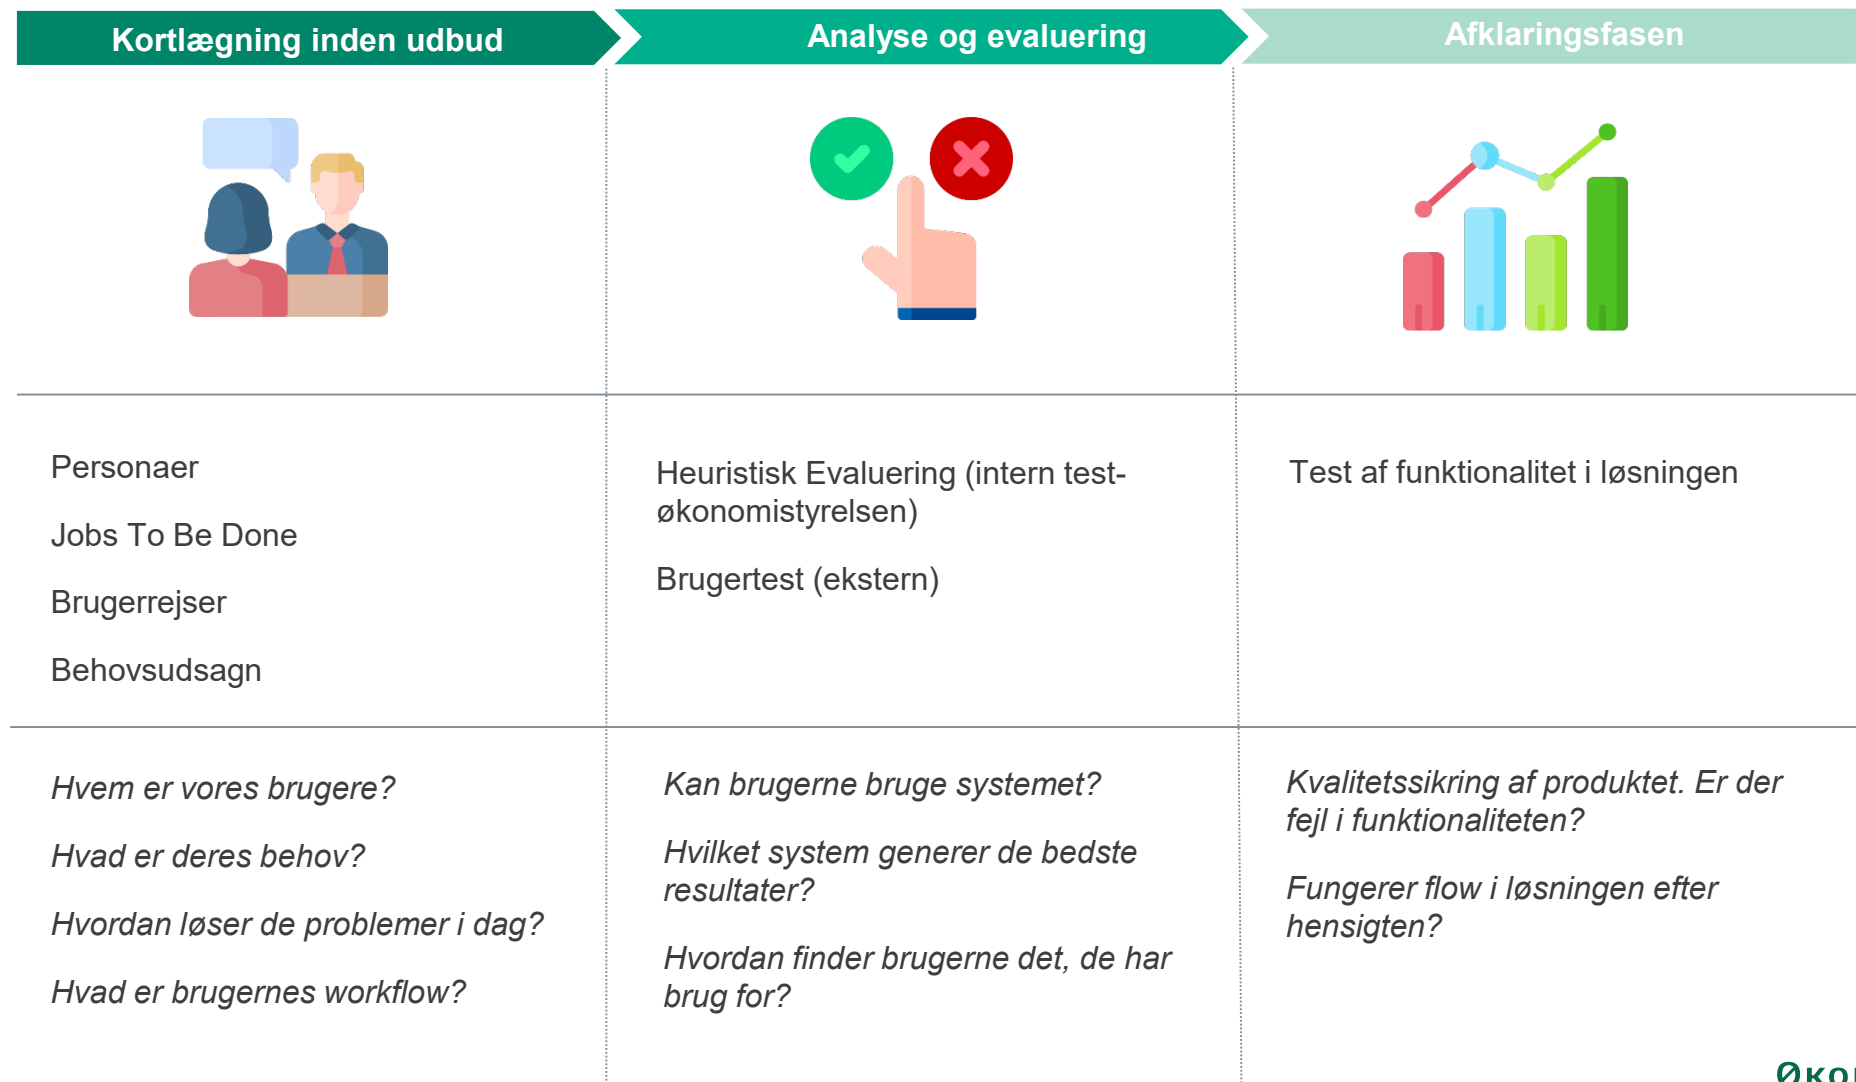 Kortlægning inden udbud
Analyse og evaluering
Afklaringsfasen
Personaer
Jobs To Be Done
Brugerrejser
Behovsudsagn
Heuristisk Evaluering (intern test-
økonomistyrelsen)
Brugertest (ekstern)
Test af funktionalitet i løsningen
Hvem er vores brugere?
Hvad er deres behov?
Hvordan løser de problemer i dag?
Hvad er brugernes workflow?
Kan brugerne bruge systemet?
Hvilket system generer de bedste
resultater?
Hvordan finder brugerne det, de har
brug for?
Kvalitetssikring af produktet. Er der
fejl i funktionaliteten?
Fungerer flow i løsningen efter
hensigten?